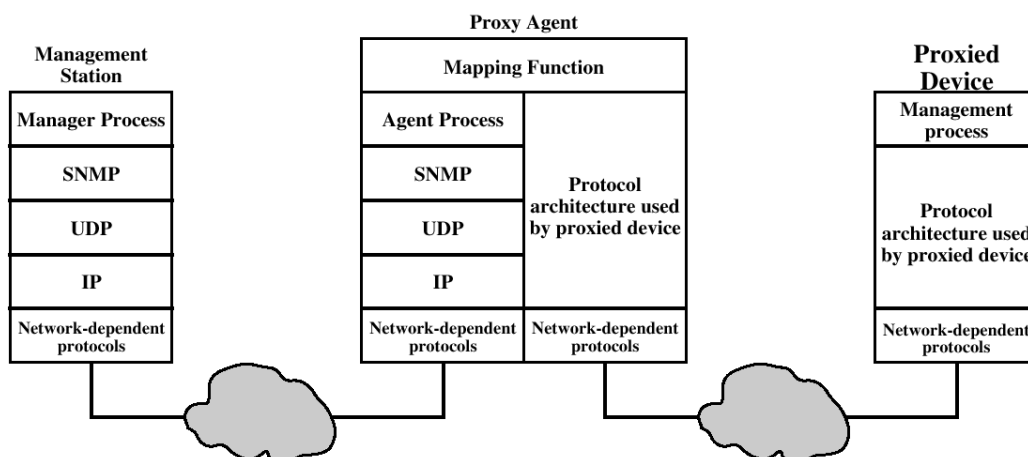 Proxy Agent
Management
Station
Manager Process
SNMP
UDP
IP
Network-dependent
protocols
Mapping Function
Agent Process
SNMP
UDP
IP
Network-dependent
protocols
Protocol
architecture used
by proxied device
Network-dependent
protocols
Proxied
Device
Management
process
Protocol
architecture used
by proxied device
Network-dependent
protocols